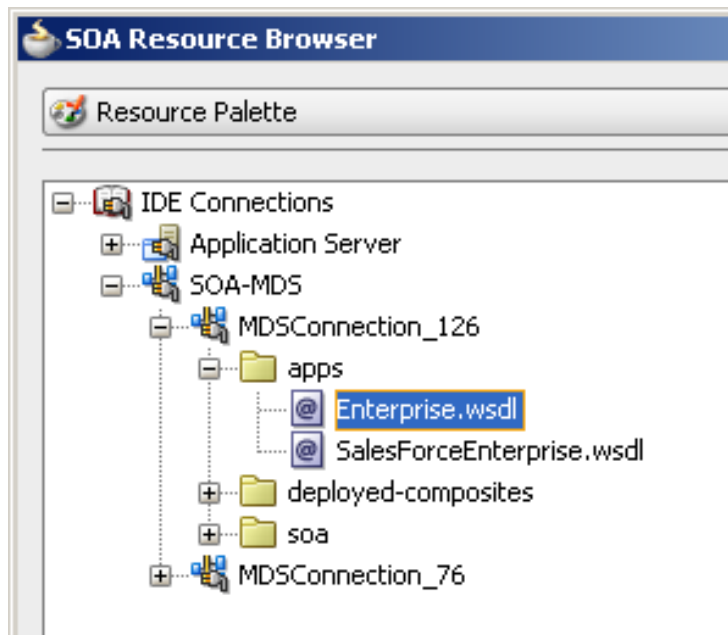 SOA Resource Browser
Resource Palette
IDE Connections
Application Server
SOA-MDS
MDSConnection_126
apps
Enterprise.wsdl
SalesForceEnterprise.wsdl
deployed-composites
soa
MDSConnection_76